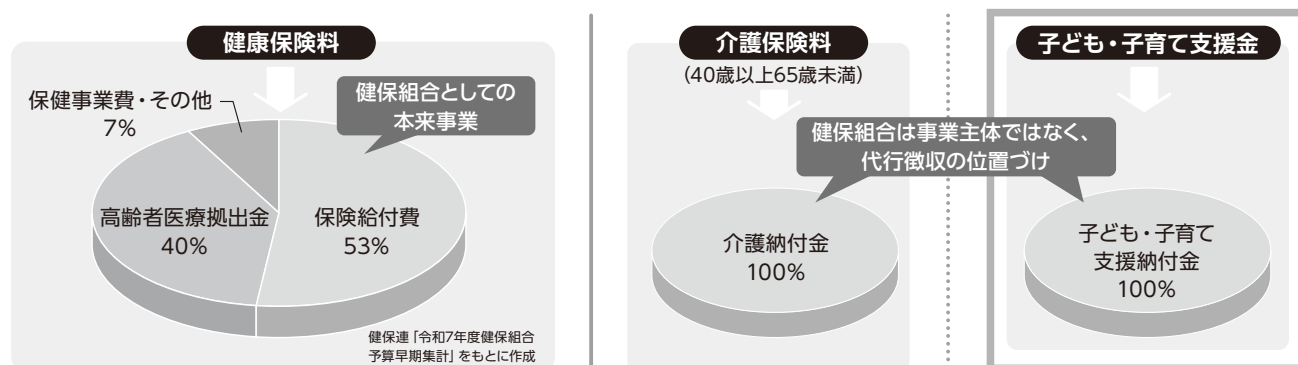 健康保険料
保健事業費・その他
7%
健保組合としての
本来事業
高齢者医療拠出金
40%
保険給付費
53%
健保連「令和7年度健保組合
予算早期集計」をもとに作成
介護保険料
(40歳以上65歳未満)
健保組合は事業主体ではなく、
代行徴収の位置づけ
介護納付金
100%
子ども・子育て支援金
子ども・子育て
支援納付金
100%